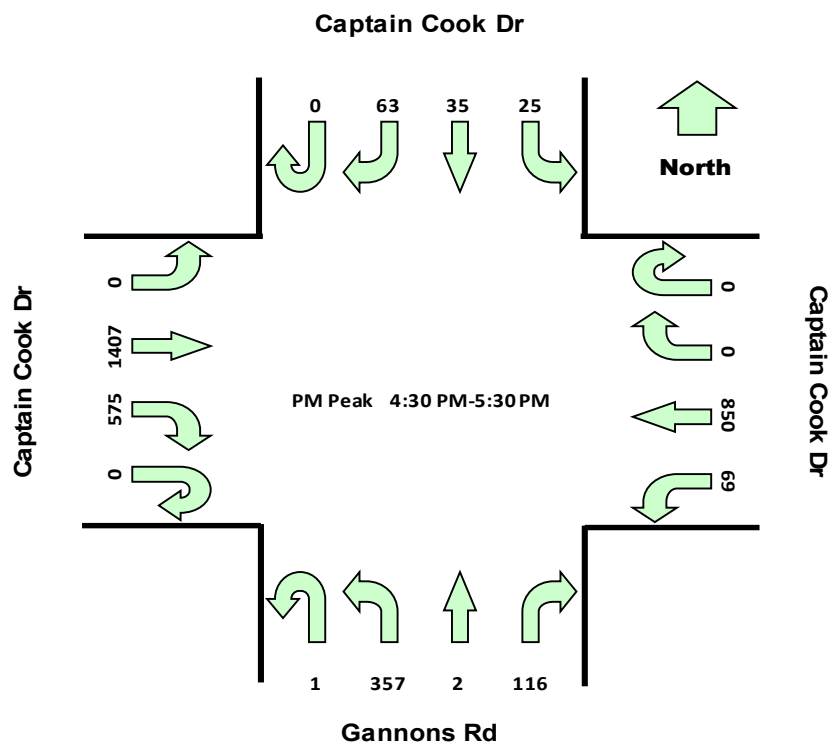 Captain Cook Dr
0 63 35 25
North
0
1407
575
0
Captain Cook Dr
PM Peak 4:30 PM-5:30 PM
0
0
850
69
Captain Cook Dr
1 357 2 116
Gannons Rd